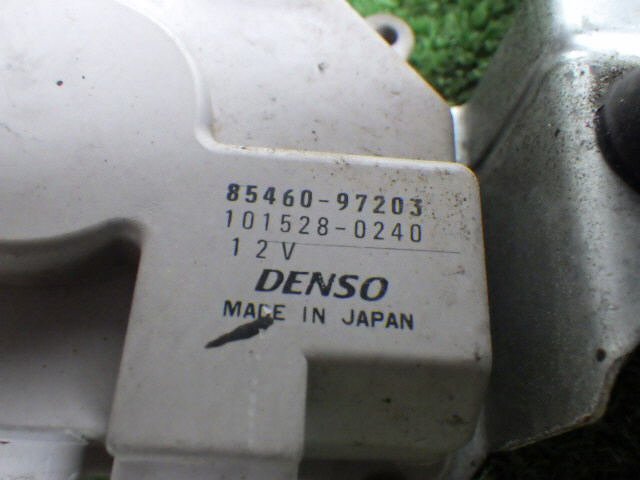 85460-97203
101528-0240
12V
DENSO
MADE IN JAPAN